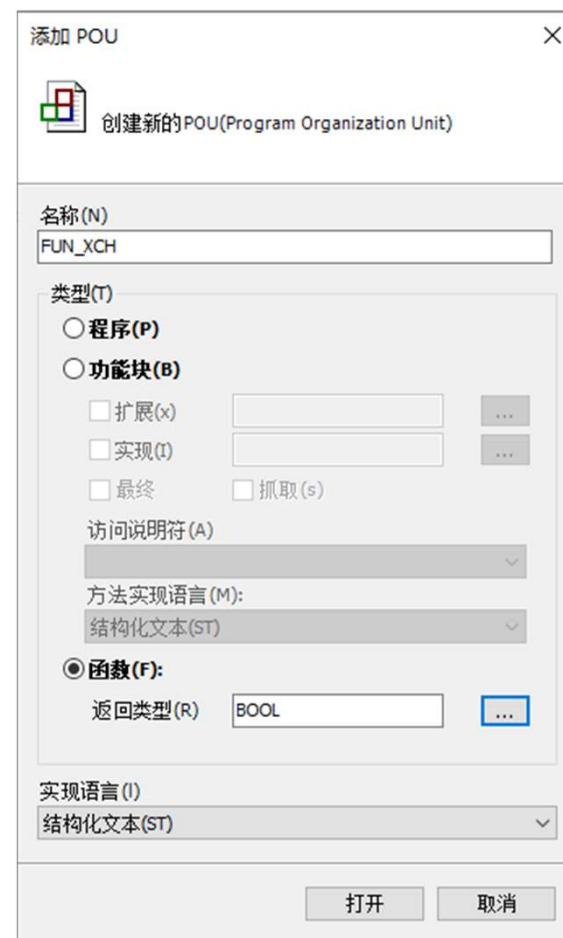 添加 POU
创建新的POU(Program Organization Unit)
名称(N)
FUN_XCH
类型(T)
程序(P)
功能块(B)
扩展(x)
...
实现(I)
...
最终 抓取(s)
访问说明符(A)
方法实现语言(M):
结构化文本(ST)
函数(F):
返回类型(R) BOOL ...
实现语言(I)
结构化文本(ST)
打开 取消